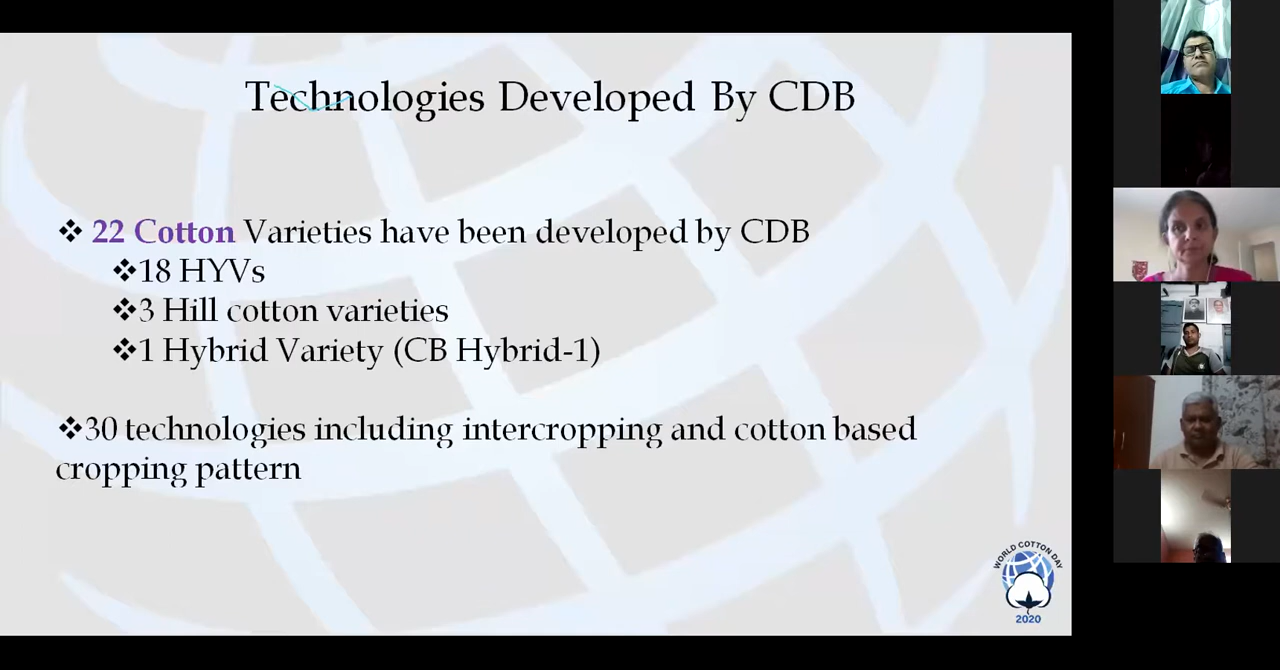 Technologies Developed By CDB
❖ 22 Cotton Varieties have been developed by CDB
❖18 HYVs
❖3 Hill cotton varieties
❖1 Hybrid Variety (CB Hybrid-1)
❖30 technologies including intercropping and cotton based
cropping pattern
WORLD COTTON DAY
2020